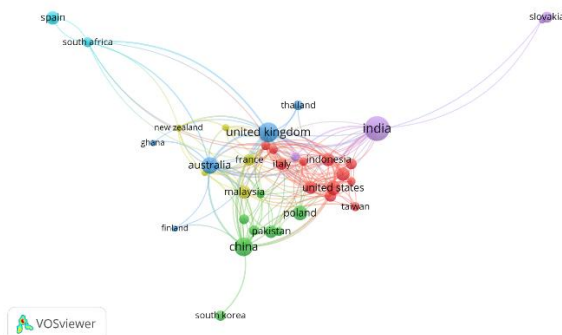 spain
slovakia
south africa
thailand
new zealand
united kingdom
india
ghana
france
italy
indonesia
australia
malaysia
united states
taiwan
poland
finland
pakistan
china
south korea
VOSviewer